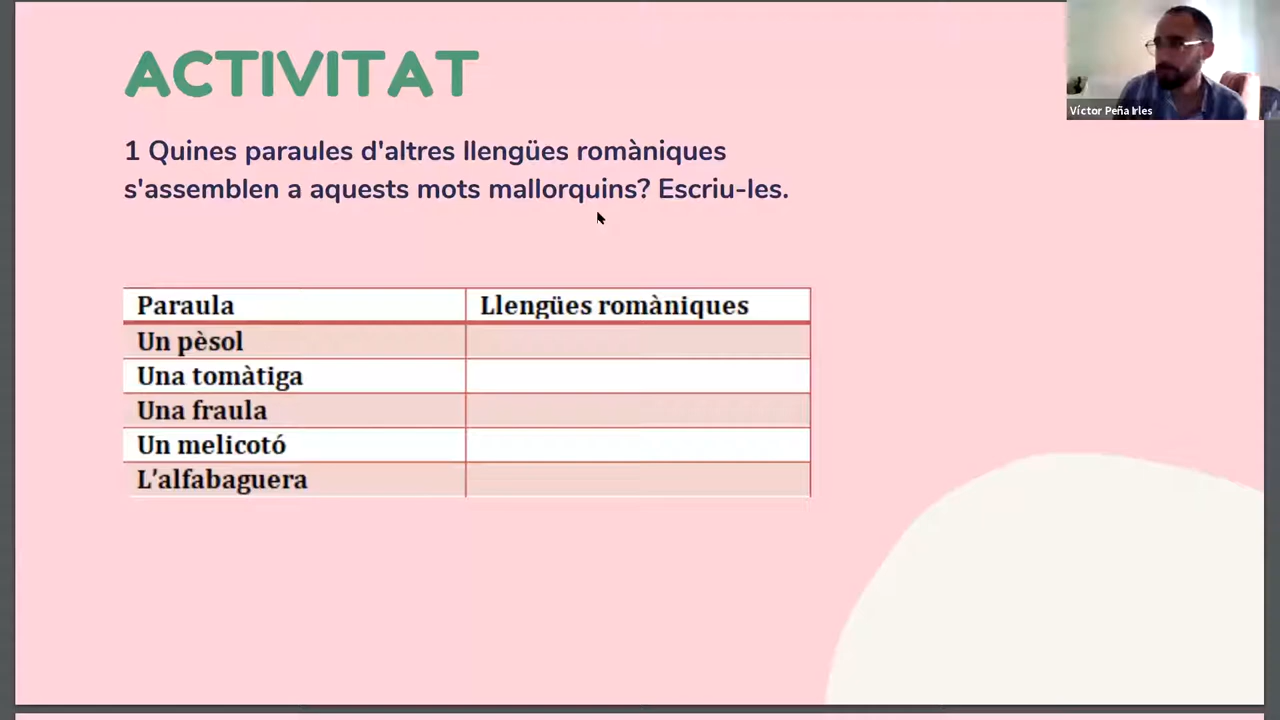 ACTIVITAT
Víctor Peña Irles
1 Quines paraules d'altres llengües romàniques
s'assemblen a aquests mots mallorquins? Escriu-les.
Paraula Llengües romàniques
Un pèsol
Una tomàtiga
Una fraula
Un melicotó
L'alfabaguera